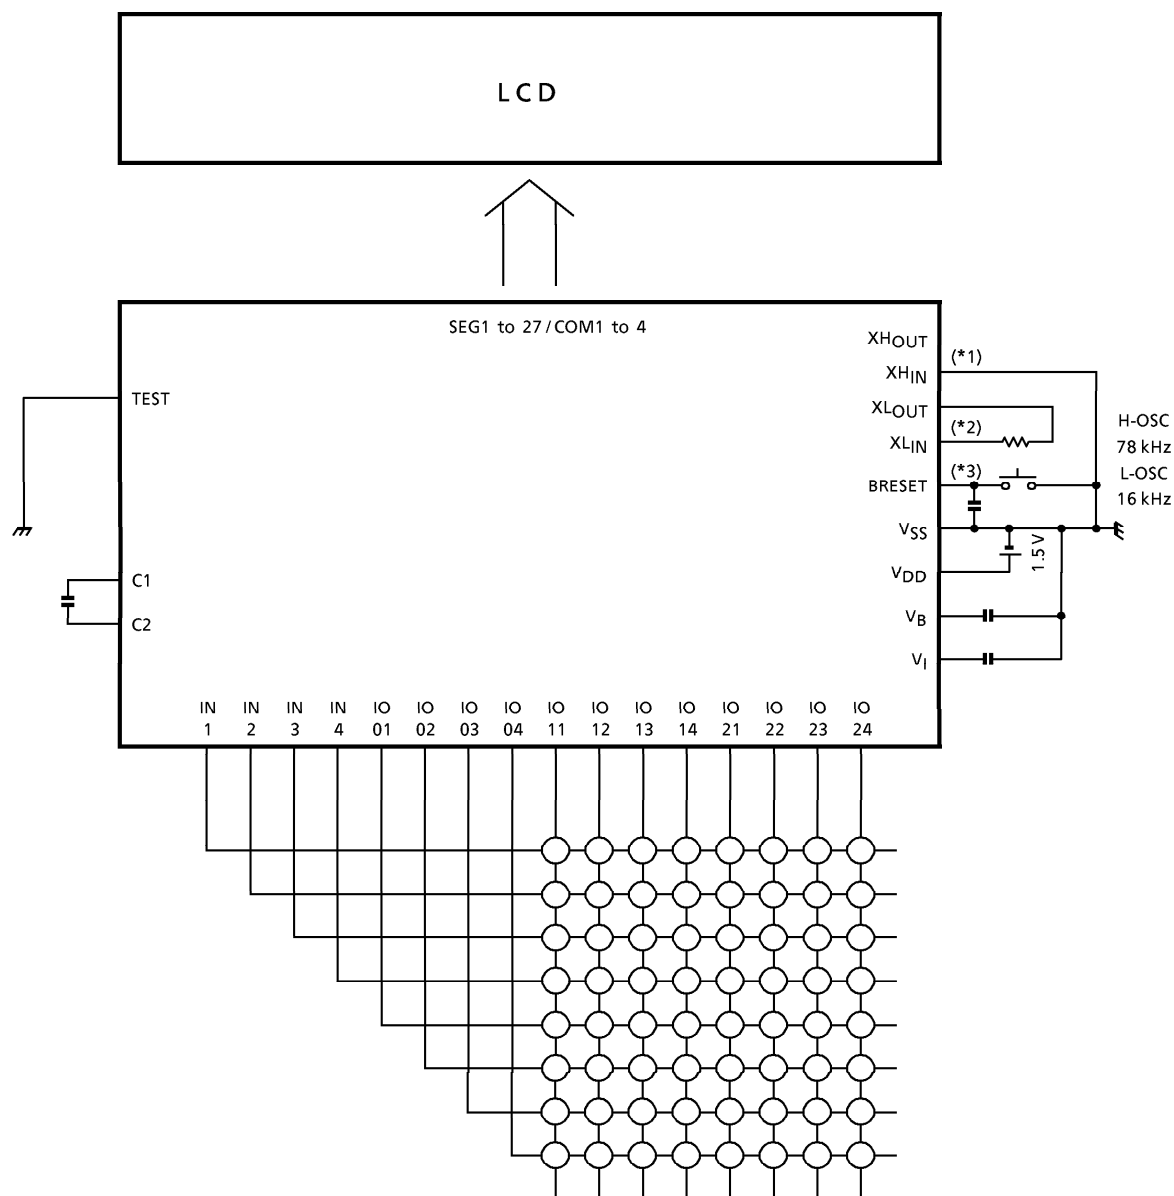 LCD
SEG1 to 27/COM1 to 4
XHOUT
(*1)
XHIN
TEST
XLOUT
H-OSC
(*2)
XLIN
78 kHz
(*3)
L-OSC
BRESET
16 kHz
VSS
1.5 V
VDD
C1
VB
C2
VI
IN IN IN IN IO IO IO IO IO IO IO IO IO IO IO IO
1 2 3 4 01 02 03 04 11 12 13 14 21 22 23 24